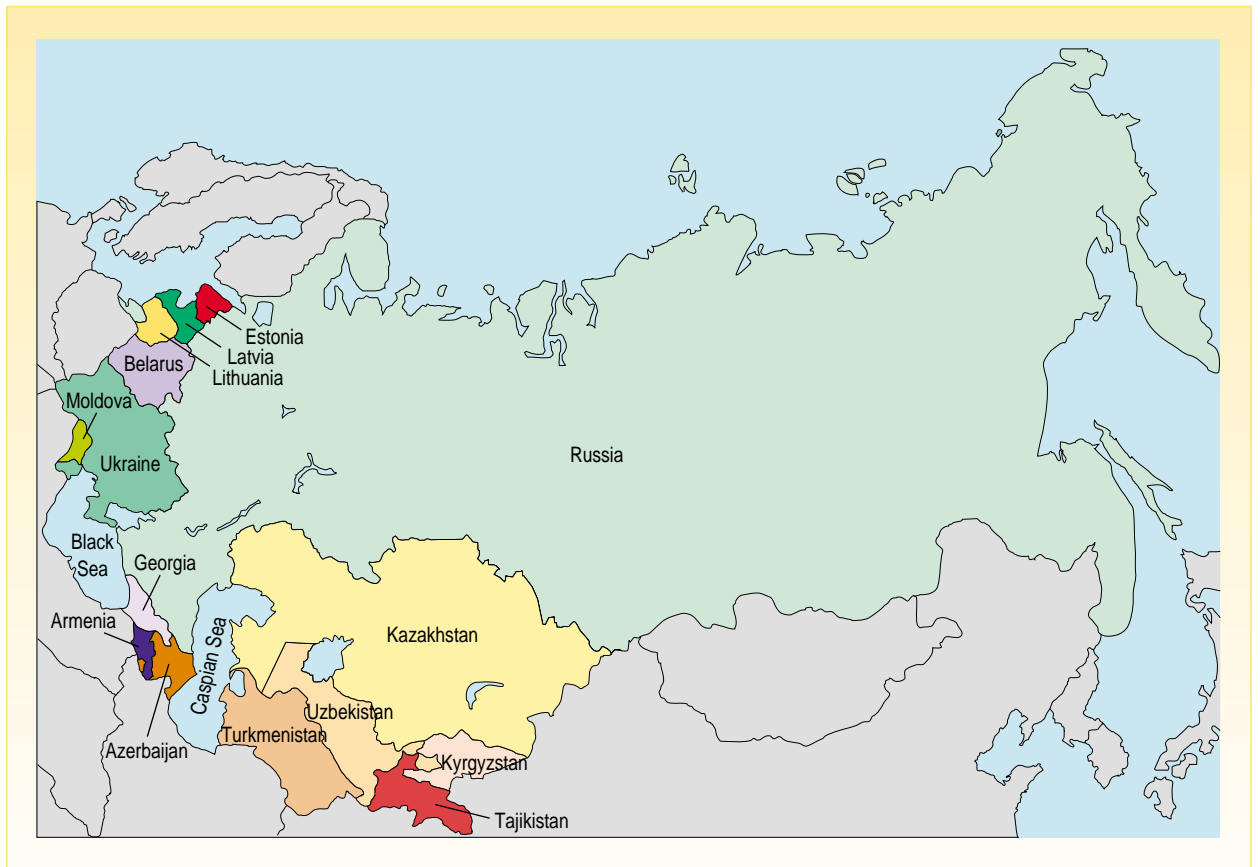 Estonia
Latvia
Lithuania
Belarus
Moldova
Ukraine
Russia
Black
Sea
Georgia
Armenia
Kazakhstan
Caspian Sea
Uzbekistan
Turkmenistan
Azerbaijan
Kyrgyzstan
Tajikistan